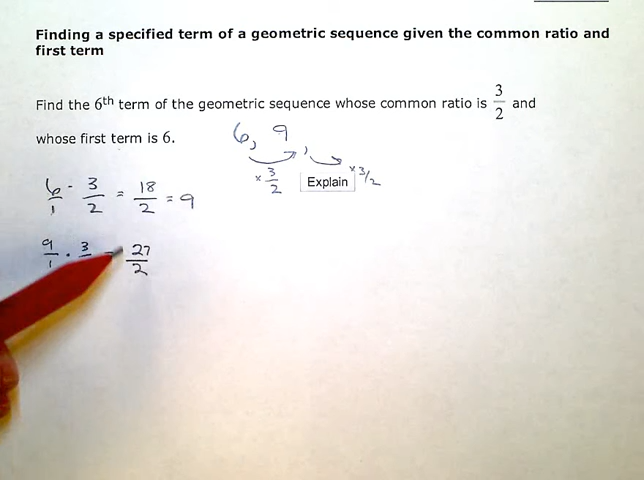 Finding a specified term of a geometric sequence given the common ratio and
first term
Find the 6th term of the geometric sequence whose common ratio is 3/2 and
whose first term is 6.
6, 9,
× 3/2 Explain × 3/2
6/1 · 3/2 = 18/2 = 9
9/1 · 3 = 27/2